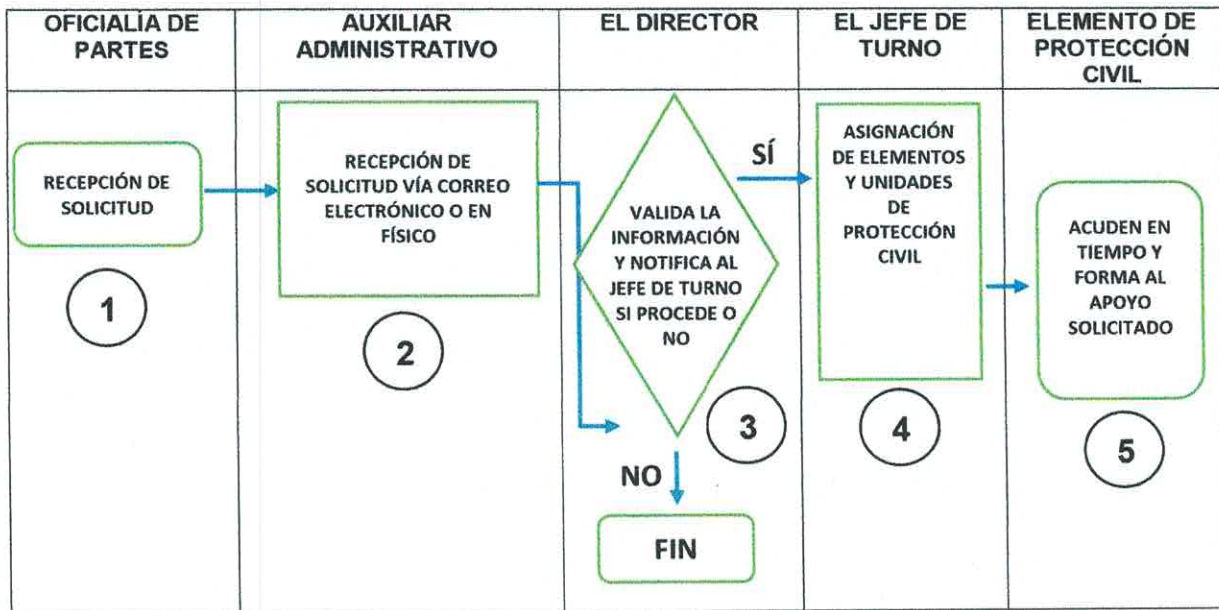 OFICIALÍA DE
PARTES
AUXILIAR
ADMINISTRATIVO
EL DIRECTOR
EL JEFE DE
TURNO
ELEMENTO DE
PROTECCIÓN
CIVIL
RECEPCIÓN DE
SOLICITUD
1
RECEPCIÓN DE
SOLICITUD VÍA CORREO
ELECTRÓNICO O EN
FÍSICO
2
VALIDA LA
INFORMACIÓN
Y NOTIFICA AL
JEFE DE TURNO
SI PROCEDE O
NO
3
SÍ
NO
FIN
ASIGNACIÓN
DE ELEMENTOS
Y UNIDADES
DE
PROTECCIÓN
CIVIL
4
ACUDEN EN
TIEMPO Y
FORMA AL
APOYO
SOLICITADO
5